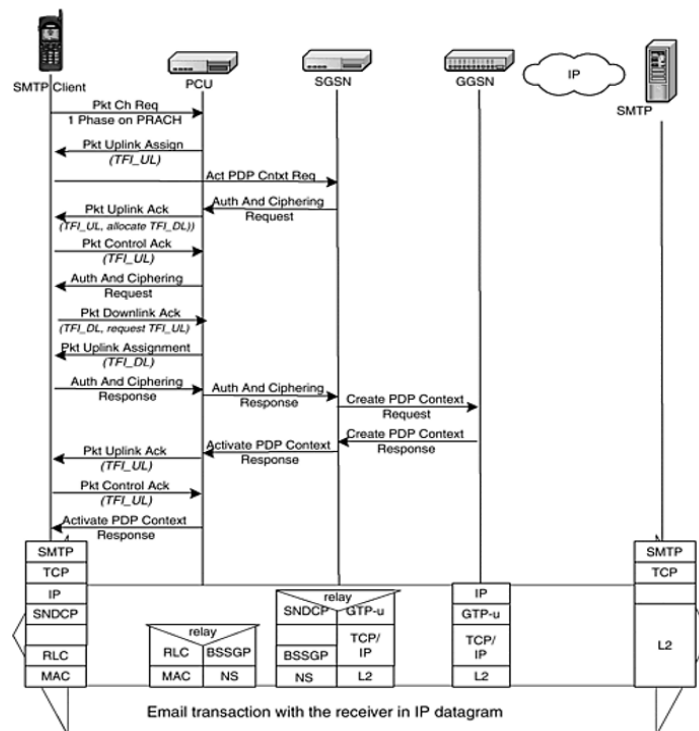 SMTP Client
PCU
SGSN
GGSN
IP
SMTP
Pkt Ch Req
1 Phase on PRACH
Pkt Uplink Assign
(TFI_UL)
Act PDP Cntxt Req
Auth And Ciphering
Request
Pkt Uplink Ack
(TFI_UL, allocate TFI_DL))
Pkt Control Ack
(TFI_UL)
Auth And Ciphering
Request
Pkt Downlink Ack
(TFI_DL, request TFI_UL)
Pkt Uplink Assignment
(TFI_DL)
Auth And Ciphering
Response
Auth And Ciphering
Response
Create PDP Context
Request
Create PDP Context
Response
Activate PDP Context
Response
Pkt Uplink Ack
(TFI_UL)
Pkt Control Ack
(TFI_UL)
Activate PDP Context
Response
SMTP
TCP
IP
SNDCP
RLC
MAC
relay
RLC
BSSGP
MAC
NS
relay
SNDCP
GTP-u
TCP/
IP
BSSGP
NS
L2
IP
GTP-u
TCP/
IP
L2
SMTP
TCP
L2
Email transaction with the receiver in IP datagram